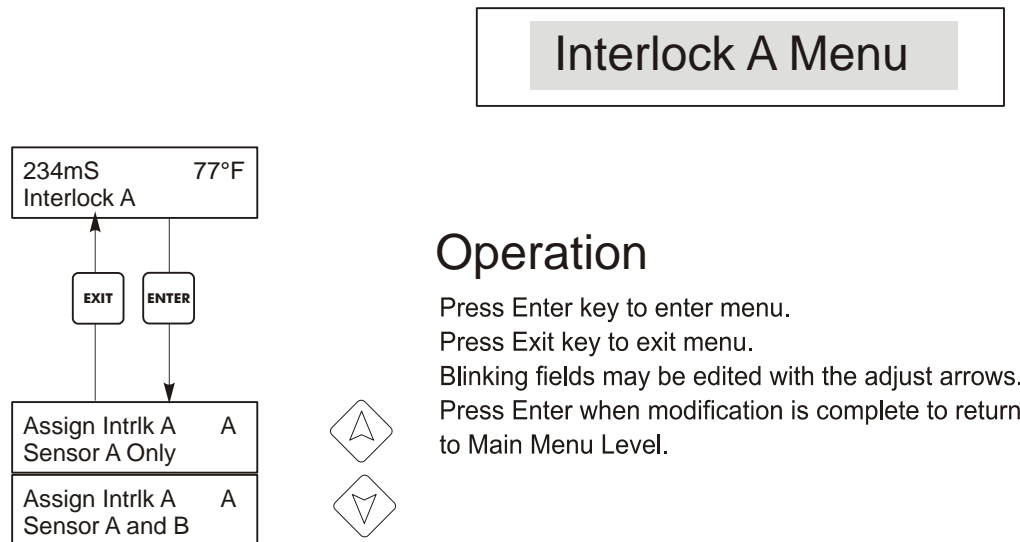 Interlock A Menu
234mS 77°F
Interlock A
EXIT ENTER
Assign Intrlk A A
Sensor A Only
Assign Intrlk A A
Sensor A and B
Operation
Press Enter key to enter menu.
Press Exit key to exit menu.
Blinking fields may be edited with the adjust arrows.
Press Enter when modification is complete to return
to Main Menu Level.